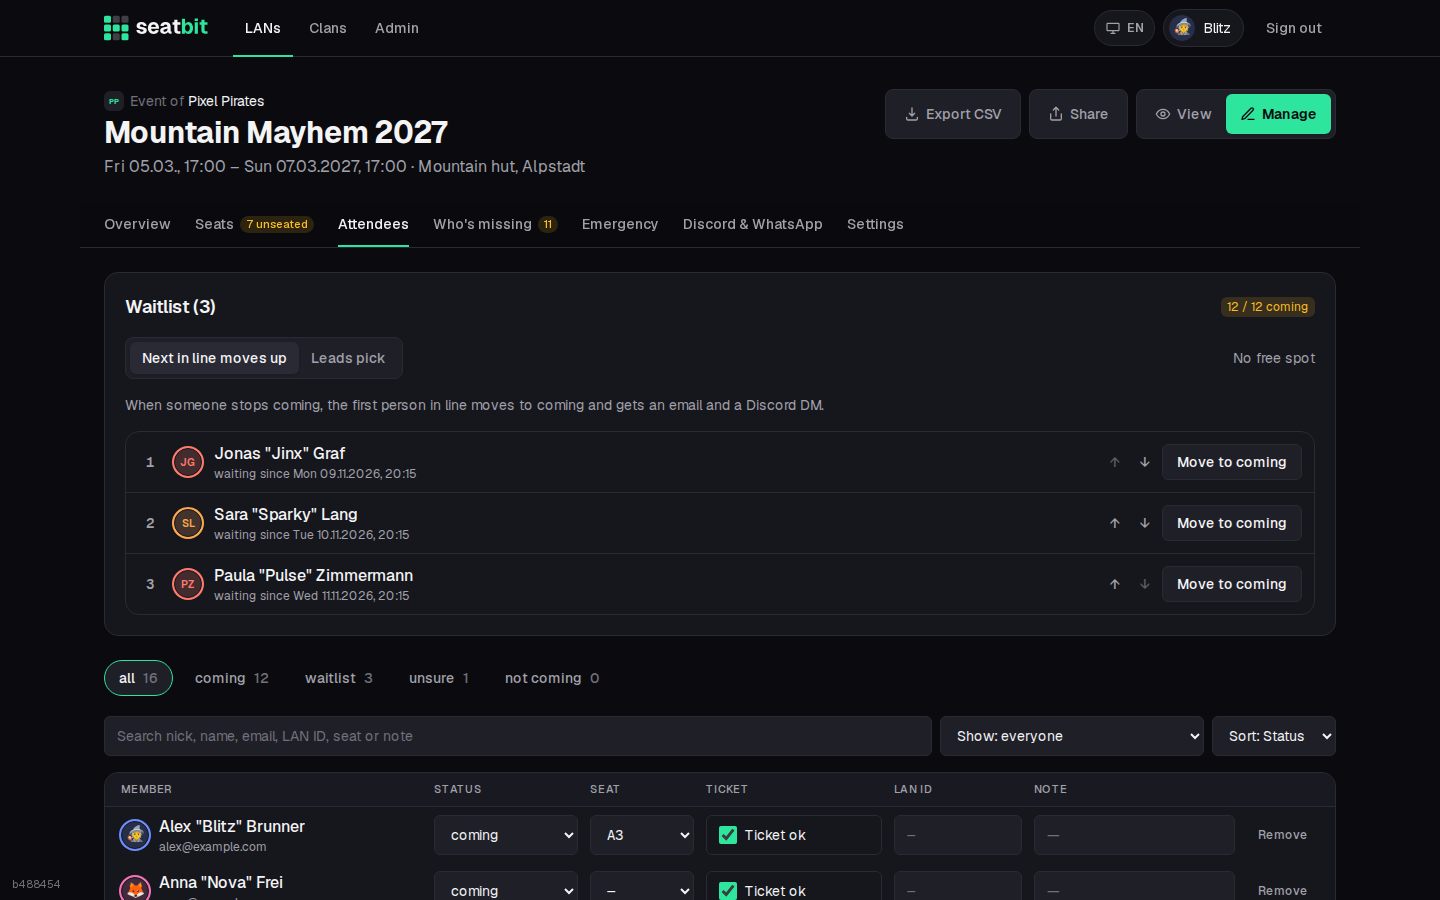 seatbit LANs Clans Admin EN Blitz Sign out
PP Event of Pixel Pirates
Mountain Mayhem 2027
Fri 05.03., 17:00 – Sun 07.03.2027, 17:00 · Mountain hut, Alpstadt
Export CSV Share View Manage
Overview Seats 7 unseated Attendees Who's missing 11 Emergency Discord & WhatsApp Settings
Waitlist (3) 12 / 12 coming
Next in line moves up Leads pick No free spot
When someone stops coming, the first person in line moves to coming and gets an email and a Discord DM.
1 JG Jonas "Jinx" Graf Move to coming
waiting since Mon 09.11.2026, 20:15
2 SL Sara "Sparky" Lang Move to coming
waiting since Tue 10.11.2026, 20:15
3 PZ Paula "Pulse" Zimmermann Move to coming
waiting since Wed 11.11.2026, 20:15
all 16 coming 12 waitlist 3 unsure 1 not coming 0
Search nick, name, email, LAN ID, seat or note Show: everyone Sort: Status
MEMBER STATUS SEAT TICKET LAN ID NOTE
Alex "Blitz" Brunner coming A3 Ticket ok – — Remove
alex@example.com
Anna "Nova" Frei coming – Ticket ok – — Remove
b488454